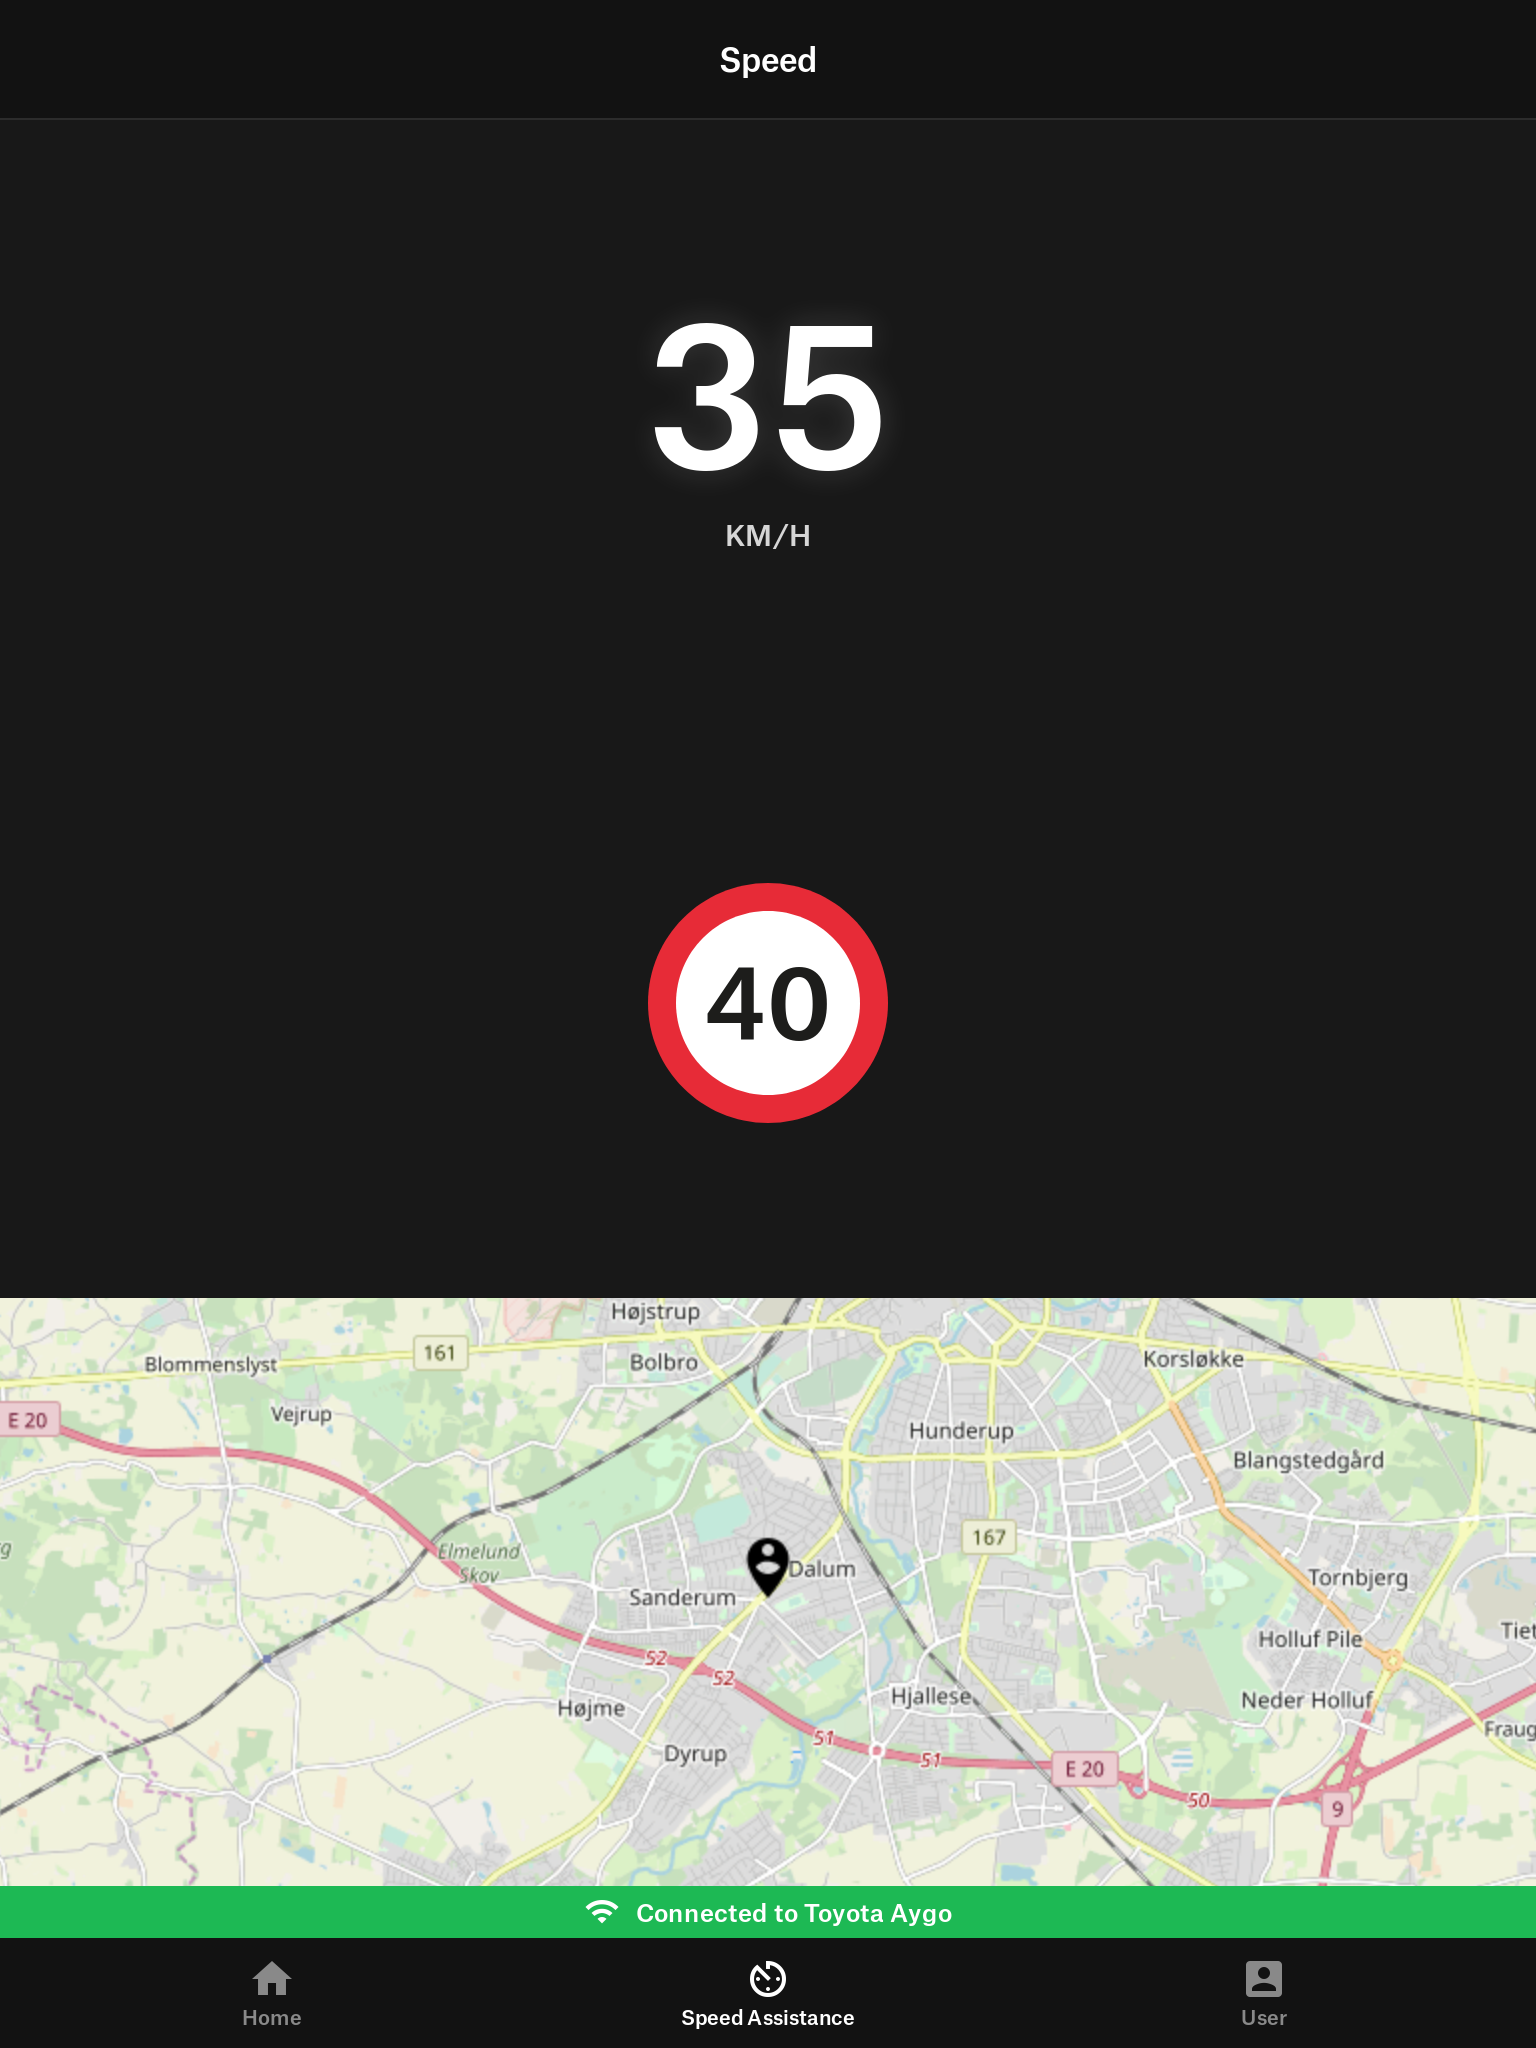 Speed
35
KM/H
40
Højstrup
161
Bolbro
Korsløkke
Blommenslyst
Vejrup
E 20
Hunderup
Blangstedgård
167
Elmelund
Skov
Dalum
Tornbjerg
Sanderum
Holluf Pile
52
52
Hjallese
Neder Holluf
Højme
51
Dyrup
51
E 20
50
9
Connected to Toyota Aygo
Home
Speed Assistance
User